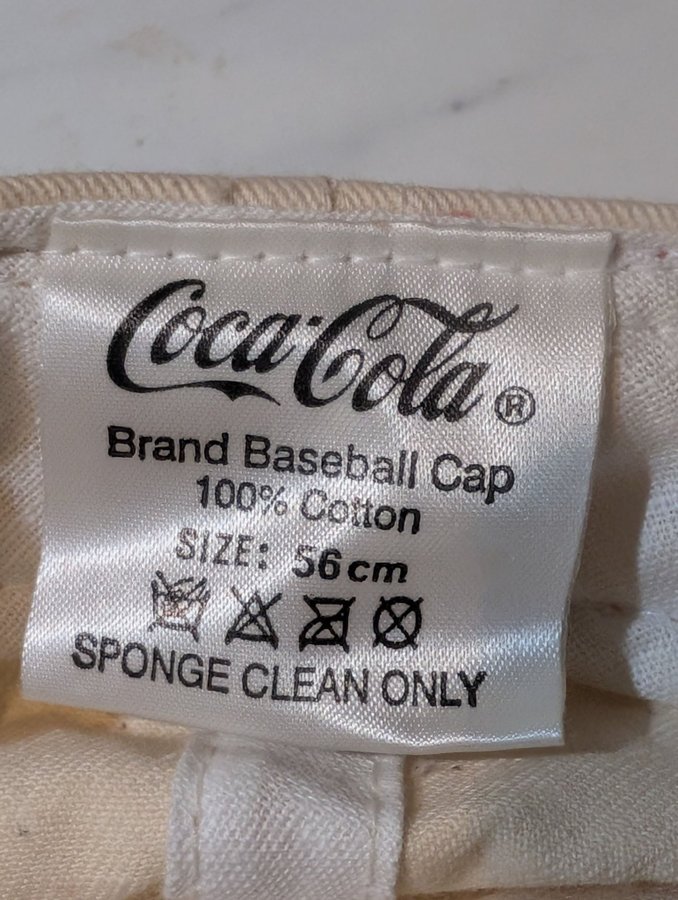 Coca-Cola®
Brand Baseball Cap
100% Cotton
SIZE: 56cm
SPONGE CLEAN ONLY